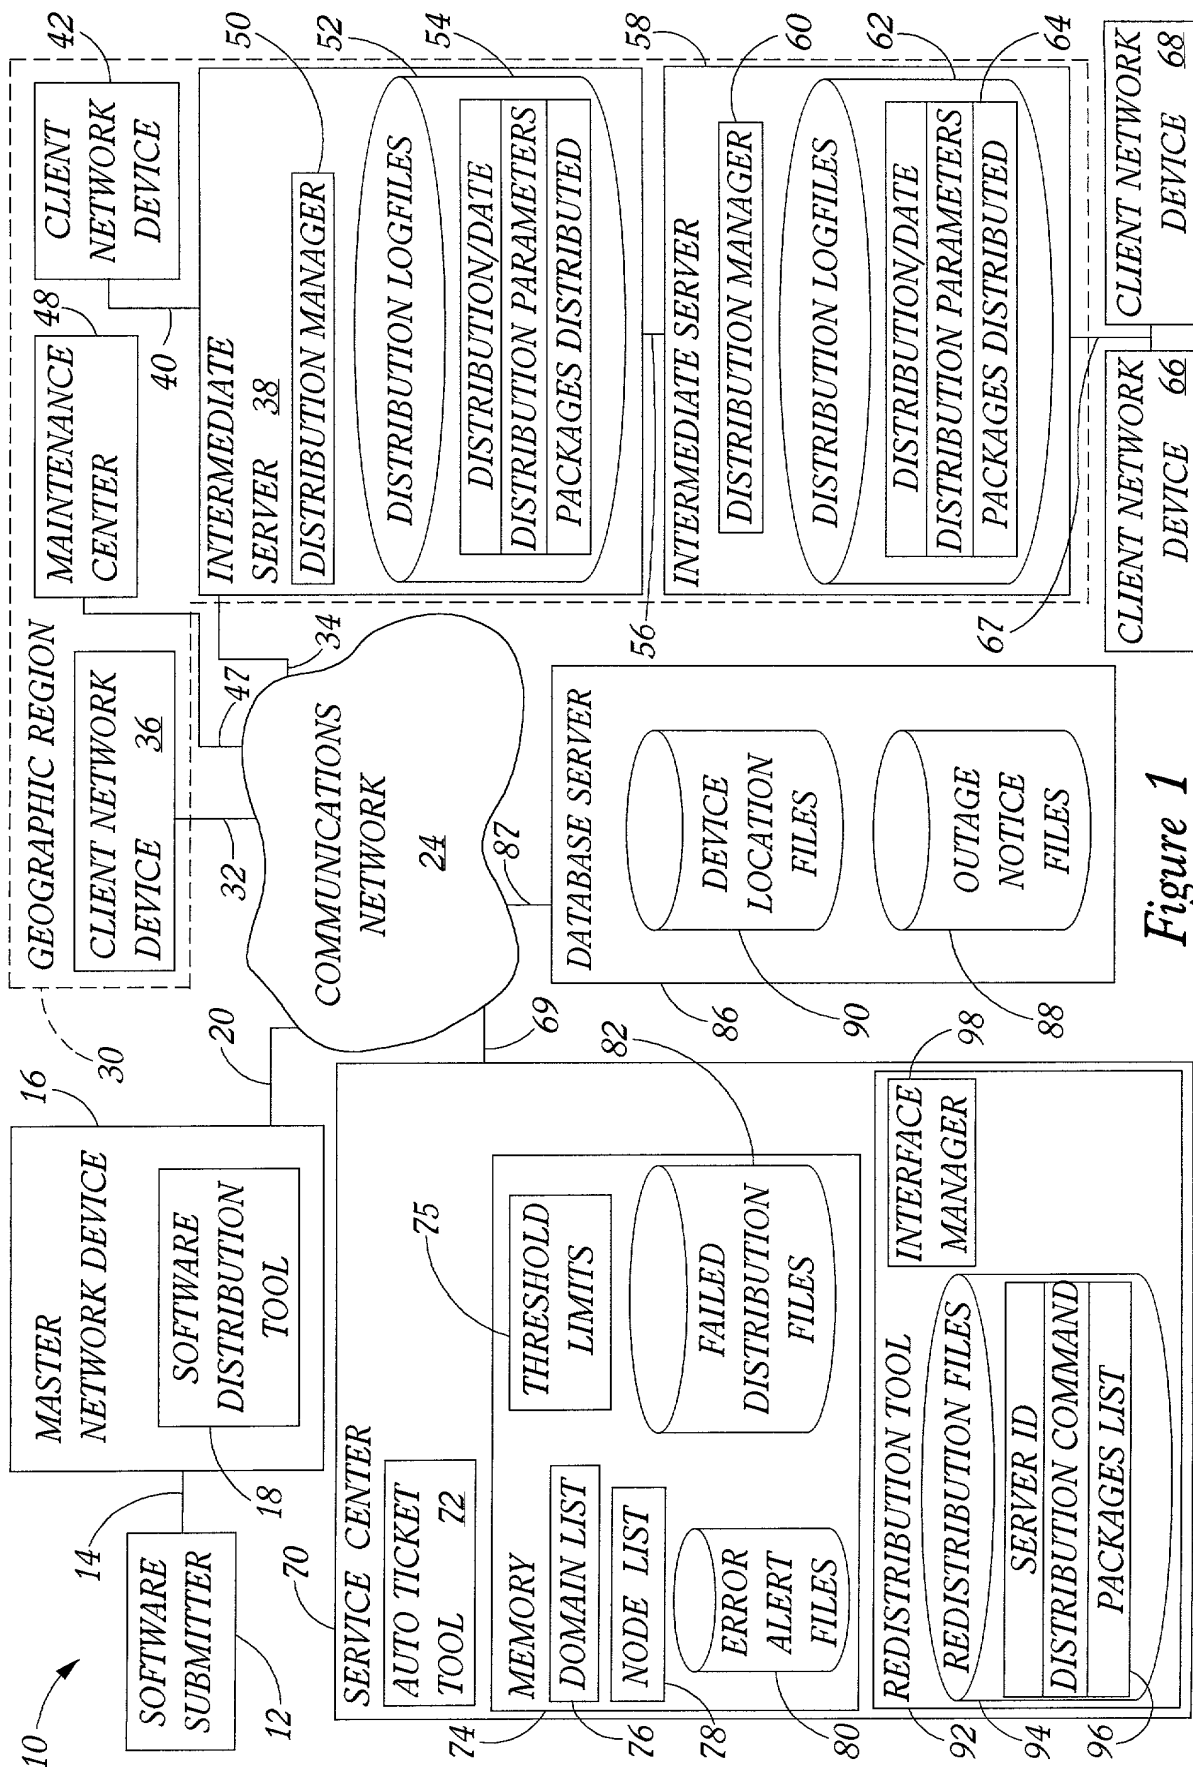 10
SOFTWARE
SUBMITTER
12
14
MASTER
NETWORK DEVICE
16
SOFTWARE
DISTRIBUTION
TOOL
18
20
30
GEOGRAPHIC REGION
CLIENT NETWORK
DEVICE 36
32
MAINTENANCE
CENTER
48
47
CLIENT
NETWORK
DEVICE
42
40
COMMUNICATIONS
NETWORK
24
34
INTERMEDIATE
SERVER 38
DISTRIBUTION MANAGER
50
DISTRIBUTION LOGFILES
52
DISTRIBUTION/DATE
DISTRIBUTION PARAMETERS
PACKAGES DISTRIBUTED
54
56
INTERMEDIATE SERVER
58
DISTRIBUTION MANAGER
60
DISTRIBUTION LOGFILES
62
DISTRIBUTION/DATE
DISTRIBUTION PARAMETERS
PACKAGES DISTRIBUTED
64
67
CLIENT NETWORK
DEVICE 66
CLIENT NETWORK
DEVICE 68
69
87
DATABASE SERVER
86
DEVICE
LOCATION
FILES
90
OUTAGE
NOTICE
FILES
88
70
SERVICE CENTER
AUTO TICKET
TOOL 72
74
MEMORY
DOMAIN LIST
76
NODE LIST
78
ERROR
ALERT
FILES
80
75
THRESHOLD
LIMITS
FAILED
DISTRIBUTION
FILES
82
REDISTRIBUTION TOOL
92
REDISTRIBUTION FILES
94
SERVER ID
DISTRIBUTION COMMAND
PACKAGES LIST
96
INTERFACE
MANAGER
98
Figure 1